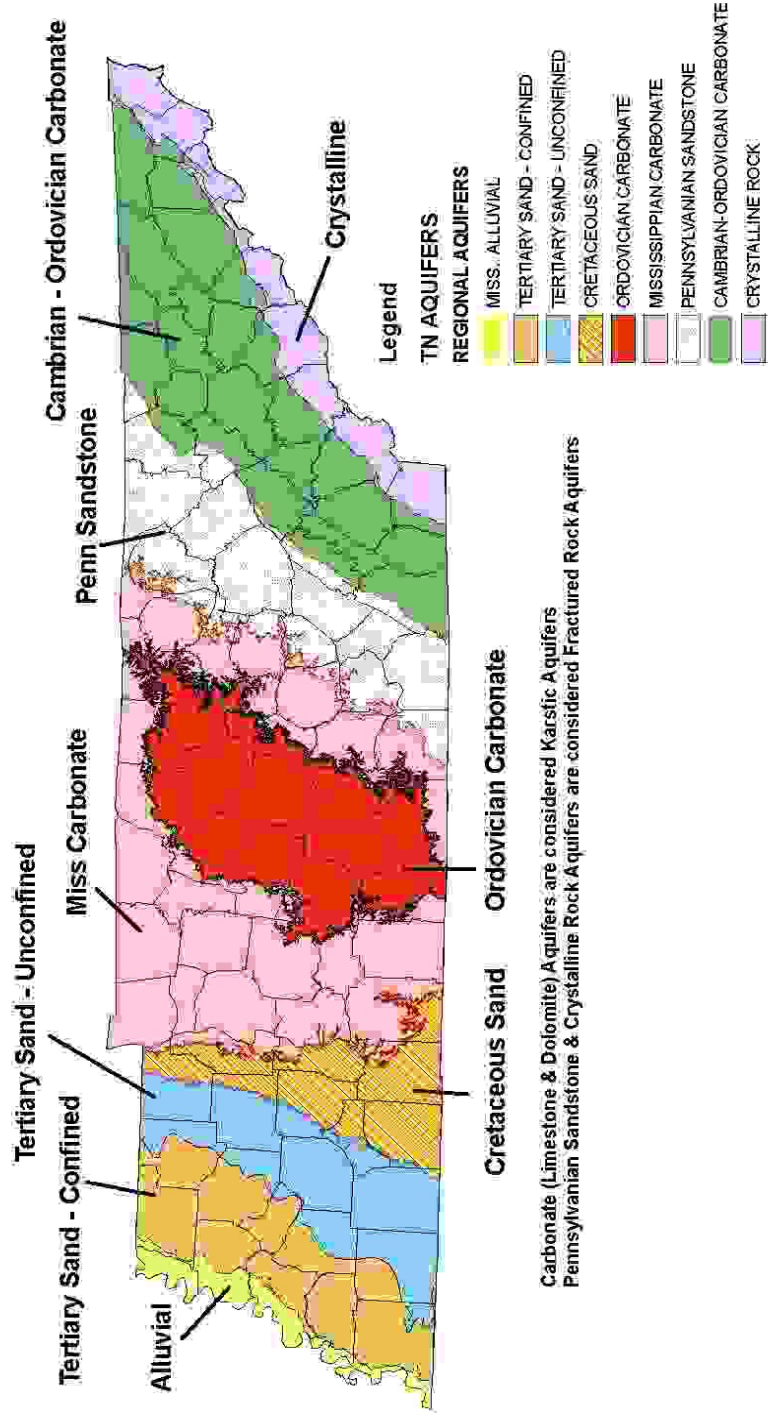 Tertiary Sand - Unconfined
Tertiary Sand - Confined
Miss Carbonate
Penn Sandstone
Cambrian - Ordovician Carbonate
Alluvial
Crystalline
Cretaceous Sand
Ordovician Carbonate
Legend
TN AQUIFERS
REGIONAL AQUIFERS
MISS. ALLUVIAL
TERTIARY SAND - CONFINED
TERTIARY SAND - UNCONFINED
CRETACEOUS SAND
ORDOVICIAN CARBONATE
MISSISSIPPIAN CARBONATE
PENNSYLVANIAN SANDSTONE
CAMBRIAN-ORDOVICIAN CARBONATE
CRYSTALLINE ROCK
Carbonate (Limestone & Dolomite) Aquifers are considered Karstic Aquifers
Pennsylvanian Sandstone & Crystalline Rock Aquifers are considered Fractured Rock Aquifers